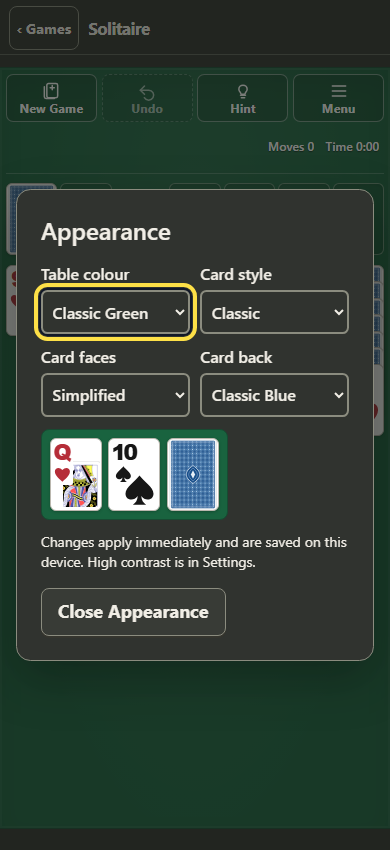 ‹ Games Solitaire
New Game Undo Hint Menu
Moves 0 Time 0:00
Appearance
Table colour Card style
Classic Green Classic
Card faces Card back
Simplified Classic Blue
Q 10
Changes apply immediately and are saved on this
device. High contrast is in Settings.
Close Appearance